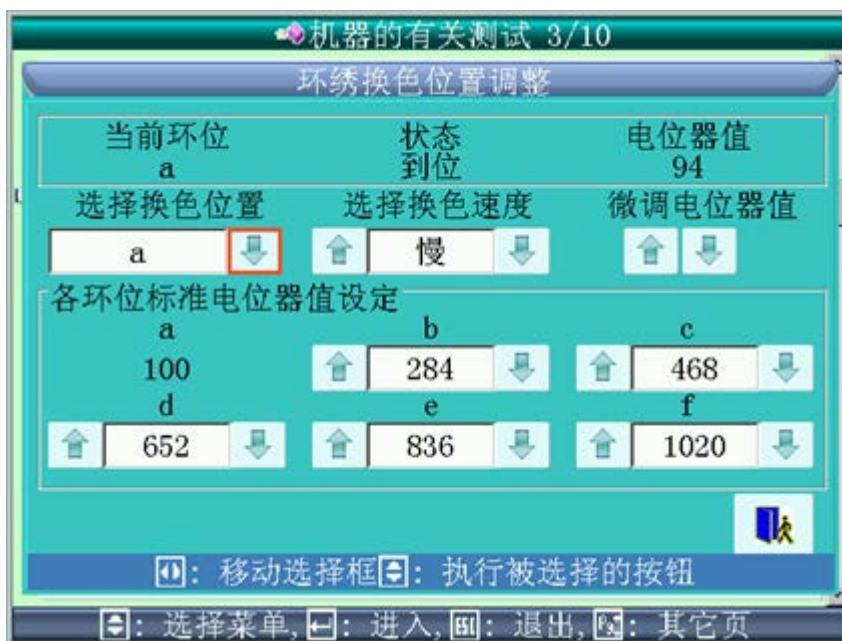 机器的有关测试 3/10
环绣换色位置调整
当前环位 状态 电位器值
a 到位 94
选择换色位置 选择换色速度 微调电位器值
a 慢
各环位标准电位器值设定
a b c
100 284 468
d e f
652 836 1020
: 移动选择框 : 执行被选择的按钮
: 选择菜单, : 进入, ESC : 退出, : 其它页